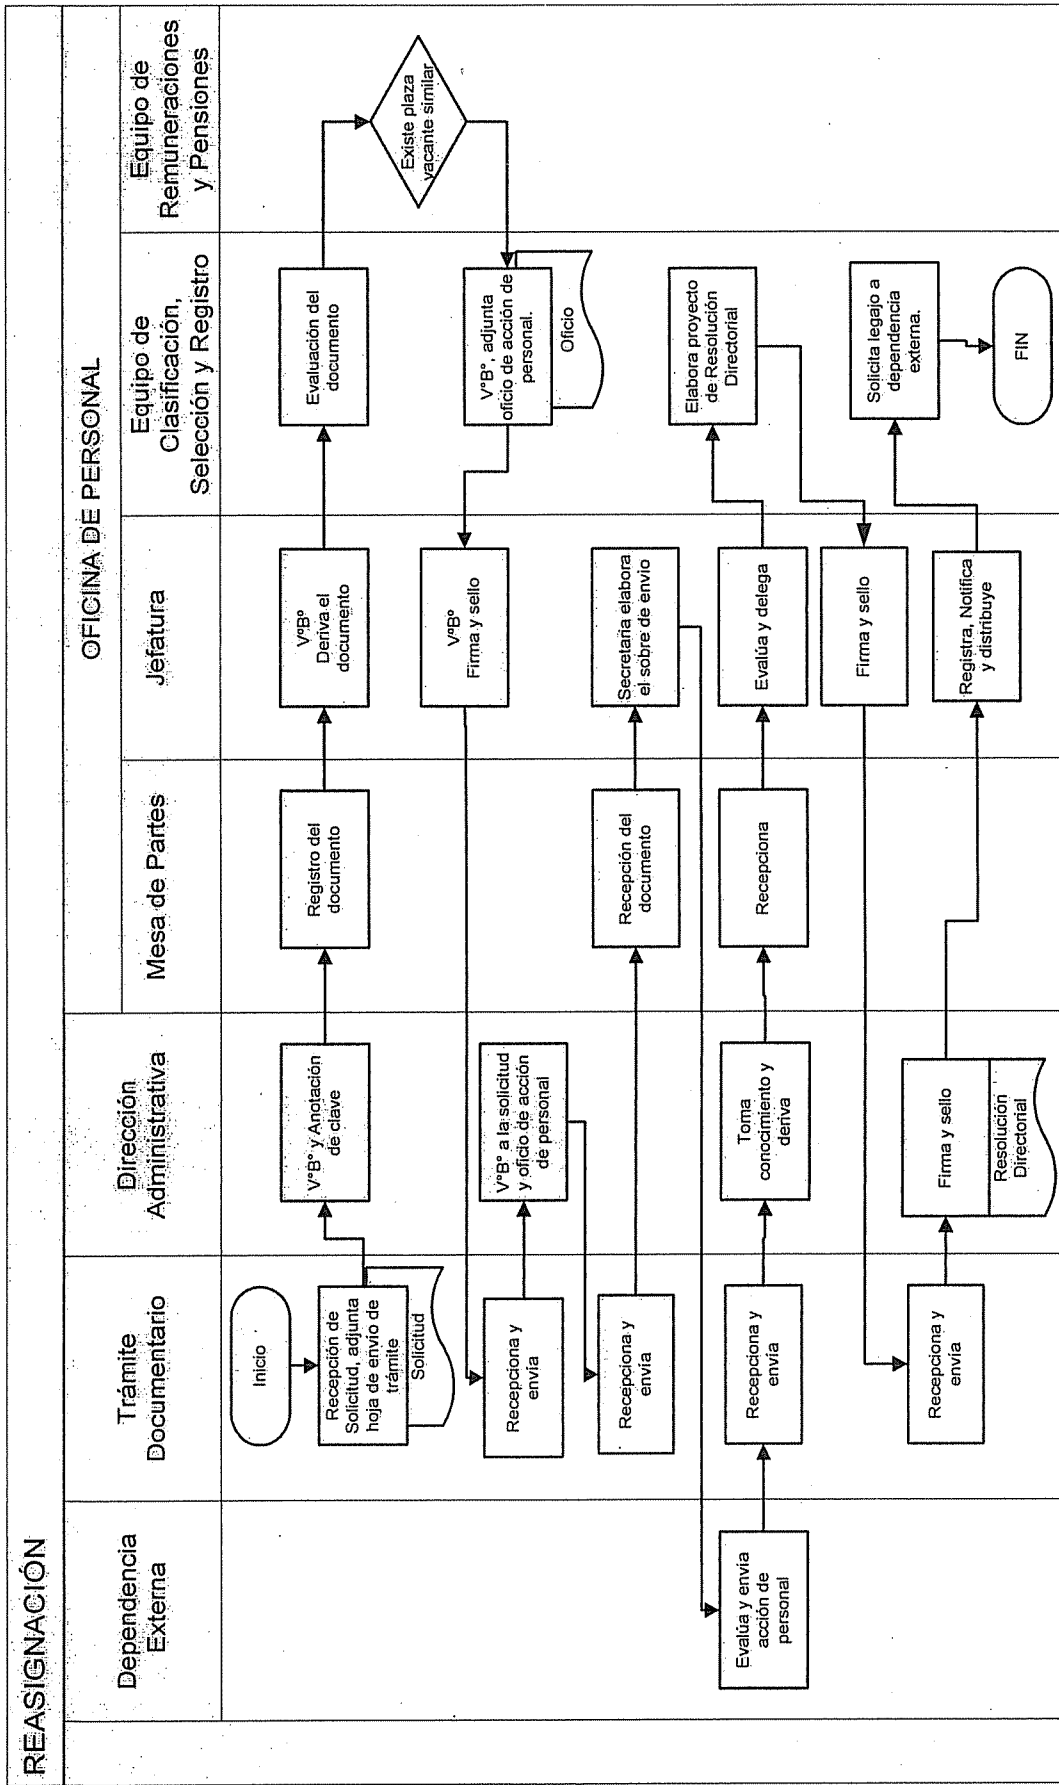 REASIGNACIÓN
OFICINA DE PERSONAL
Dependencia
Externa
Trámite
Documentario
Dirección
Administrativa
Mesa de Partes
Jefatura
Equipo de
Clasificación,
Selección y Registro
Equipo de
Remuneraciones
y Pensiones
Inicio
Recepción de
Solicitud, adjunta
hoja de envío de
trámite
Solicitud
V°B° y Anotación
de clave
Registro del
documento
V°B°
Deriva el
documento
Evaluación del
documento
Existe plaza
vacante similar
V°B°, adjunta
oficio de acción de
personal.
Oficio
V°B°
Firma y sello
Recepciona y
envía
V°B° a la solicitud
y oficio de acción
de personal
Recepciona y
envía
Recepción del
documento
Secretaria elabora
el sobre de envio
Evalúa y envia
acción de
personal
Recepciona y
envía
Toma
conocimiento y
deriva
Recepciona
Evalúa y delega
Elabora proyecto
de Resolución
Directorial
Firma y sello
Recepciona y
envía
Firma y sello
Resolución
Directorial
Registra, Notifica
y distribuye
Solicita legajo a
dependencia
externa.
FIN